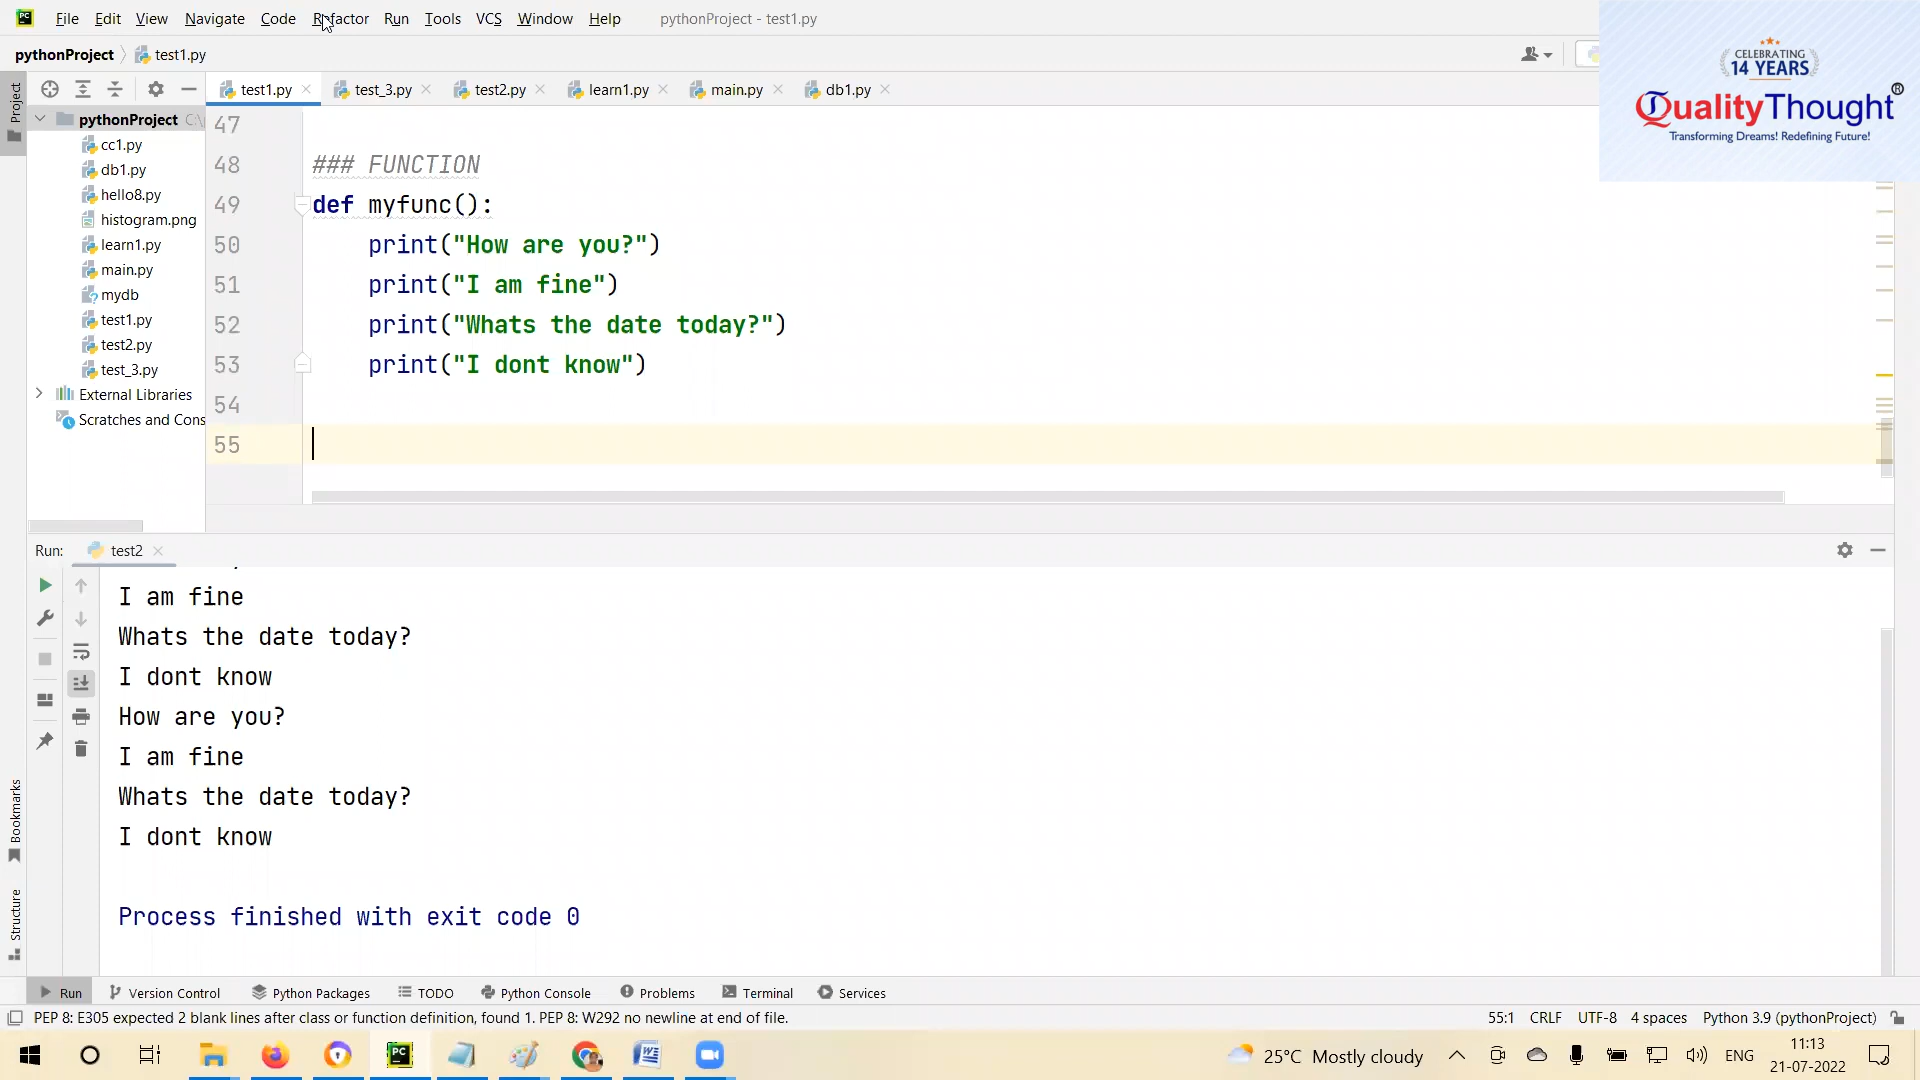 File Edit View Navigate Code Refactor Run Tools VCS Window Help pythonProject - test1.py
pythonProject test1.py
CELEBRATING
14 YEARS
QualityThought ®
Transforming Dreams! Redefining Future!
Project
test1.py test_3.py test2.py learn1.py main.py db1.py
pythonProject
cc1.py
db1.py
hello8.py
histogram.png
learn1.py
main.py
mydb
test1.py
test2.py
test_3.py
External Libraries
Scratches and Cons
47
48 ### FUNCTION
49 def myfunc():
50 print("How are you?")
51 print("I am fine")
52 print("Whats the date today?")
53 print("I dont know")
54
55
Run: test2
I am fine
Whats the date today?
I dont know
How are you?
I am fine
Whats the date today?
I dont know
Process finished with exit code 0
Bookmarks
Structure
Run Version Control Python Packages TODO Python Console Problems Terminal Services
PEP 8: E305 expected 2 blank lines after class or function definition, found 1. PEP 8: W292 no newline at end of file.
55:1 CRLF UTF-8 4 spaces Python 3.9 (pythonProject)
25°C Mostly cloudy ENG 11:13
21-07-2022